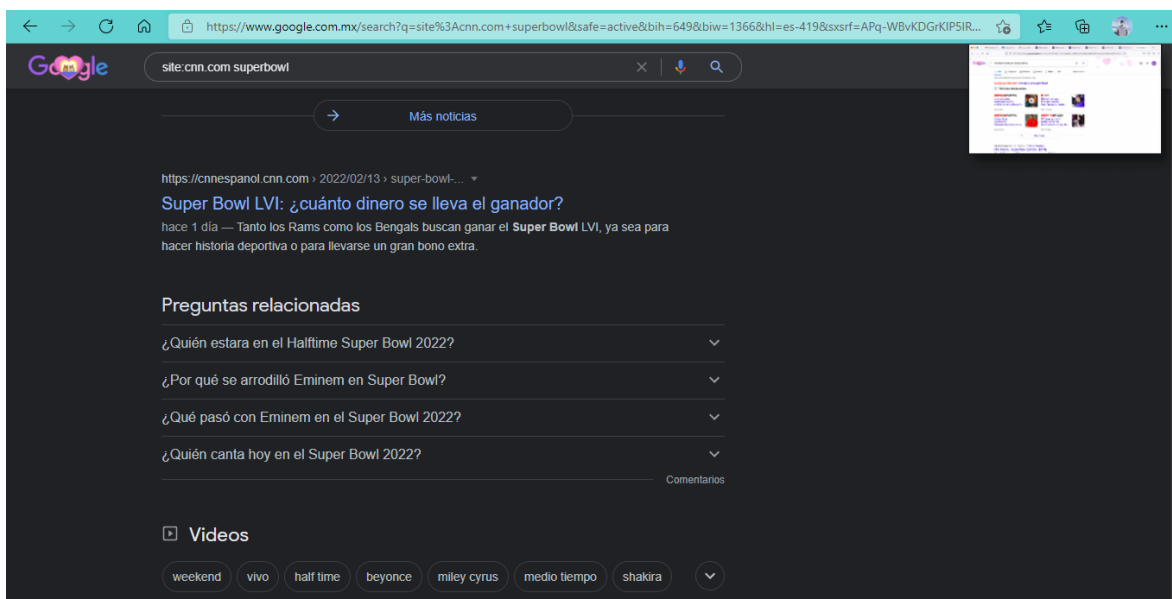 https://www.google.com.mx/search?q=site%3Acnn.com+superbowl&safe=active&bih=649&biw=1366&hl=es-419&sxsrf=APq-WBvKDGrKIP5IR...
Google
site:cnn.com superbowl
Más noticias
https://cnnespanol.cnn.com › 2022/02/13 › super-bowl-...
Super Bowl LVI: ¿cuánto dinero se lleva el ganador?
hace 1 día — Tanto los Rams como los Bengals buscan ganar el Super Bowl LVI, ya sea para
hacer historia deportiva o para llevarse un gran bono extra.
Preguntas relacionadas
¿Quién estara en el Halftime Super Bowl 2022?
¿Por qué se arrodilló Eminem en Super Bowl?
¿Qué pasó con Eminem en el Super Bowl 2022?
¿Quién canta hoy en el Super Bowl 2022?
Comentarios
Videos
weekend vivo half time beyonce miley cyrus medio tiempo shakira